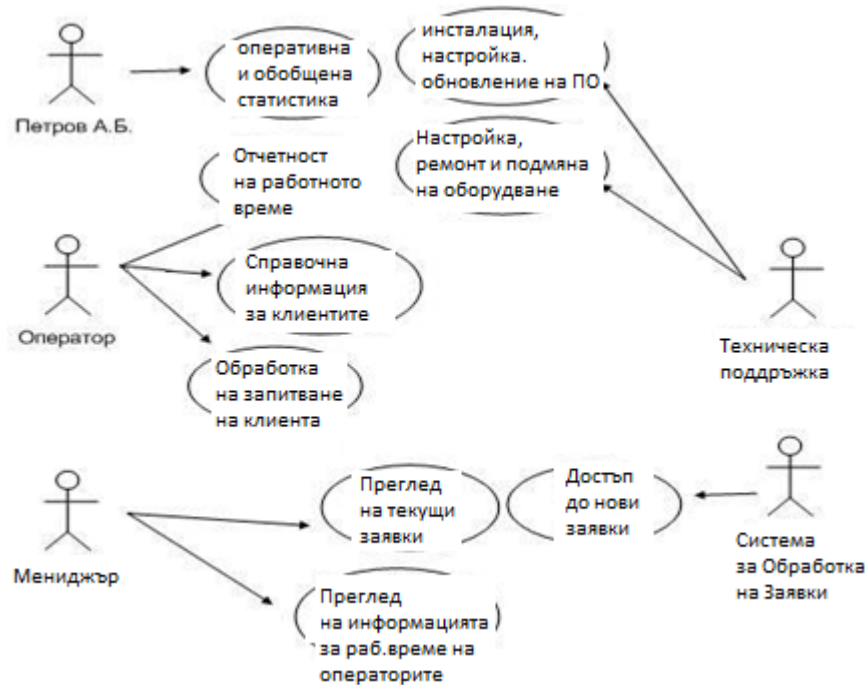 оперативна
и обобщена
статистика
инсталация,
настройка.
обновление на ПО
Петров А.Б.
Отчетност
на работното
време
Настройка,
ремонт и подмяна
на оборудване
Справочна
информация
за клиентите
Оператор
Техническа
поддръжка
Обработка
на запитване
на клиента
Преглед
на текущи
заявки
Достъп
до нови
заявки
Мениджър
Система
за Обработка
на Заявки
Преглед
на информацията
за раб.време на
операторите